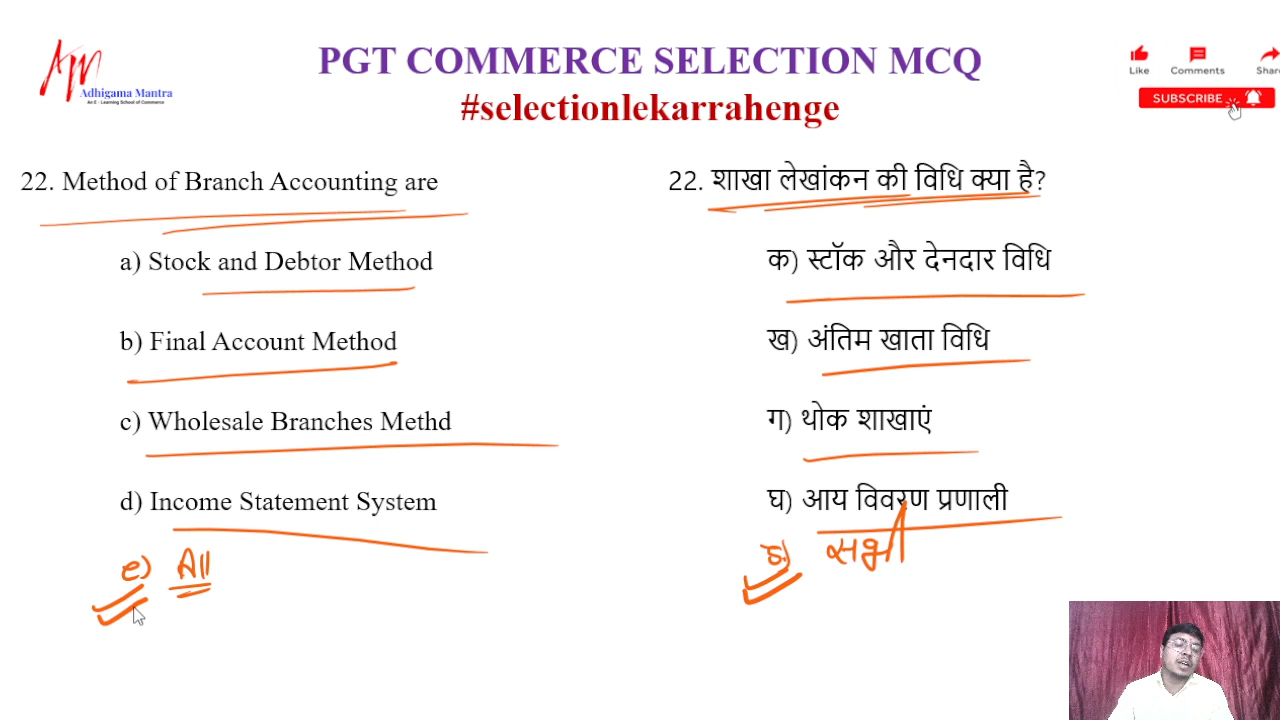 An
Adhigama Mantra
An E - Learning School of Commerce
PGT COMMERCE SELECTION MCQ
#selectionlekarrahenge
Like
Comments
Share
SUBSCRIBE
22. Method of Branch Accounting are
a) Stock and Debtor Method
b) Final Account Method
c) Wholesale Branches Methd
d) Income Statement System
e) All
22. शाखा लेखांकन की विधि क्या है?
क) स्टॉक और देनदार विधि
ख) अंतिम खाता विधि
ग) थोक शाखाएं
घ) आय विवरण प्रणाली
ङ) सभी